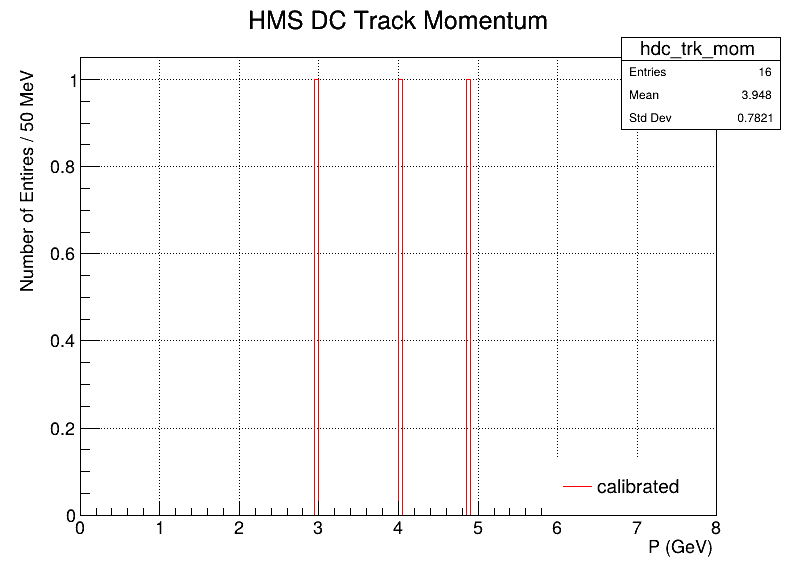 HMS DC Track Momentum
hdc_trk_mom
Entries 16
Mean 3.948
Std Dev 0.7821
Number of Entires / 50 MeV
1
0.8
0.6
0.4
0.2
0
calibrated
0 1 2 3 4 5 6 7 8
P (GeV)